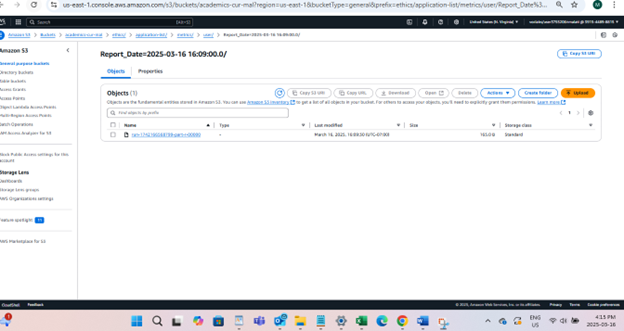 us-east-1.console.aws.amazon.com/s3/buckets/academics-cur-mal?region=us-east-1&bucketType=general&prefix=ethics/application-list/metrics/user/Report_Date%3...
Search
[Alt+S]
United States (N. Virginia)
Amazon S3 > Buckets > academics-cur-mal > ethics/ > application-list/ > metrics/ > user/ > Report_Date=2025-03-16 16:09:00.0/
Amazon S3
General purpose buckets
Directory buckets
Table buckets
Access Grants
Access Points
Object Lambda Access Points
Multi-Region Access Points
Batch Operations
IAM Access Analyzer for S3
Block Public Access settings for this account
Storage Lens
Dashboards
Storage Lens groups
AWS Organizations settings
Feature spotlight
AWS Marketplace for S3
Report_Date=2025-03-16 16:09:00.0/
Copy S3 URI
Objects
Properties
Objects (1)
Copy S3 URI
Copy URL
Download
Open
Delete
Actions
Create folder
Upload
Objects are the fundamental entities stored in Amazon S3. You can use Amazon S3 inventory to get a list of all objects in your bucket. For others to access your objects, you'll need to explicitly grant them permissions. Learn more
Find objects by prefix
1
Name
Type
Last modified
Size
Storage class
-
March 16, 2025, 16:09:50 (UTC-07:00)
Standard
CloudShell
Feedback
© 2025, Amazon Web Services, Inc. or its affiliates.
Privacy
Terms
Cookie preferences
ENG
US
4:13 PM
2025-03-16